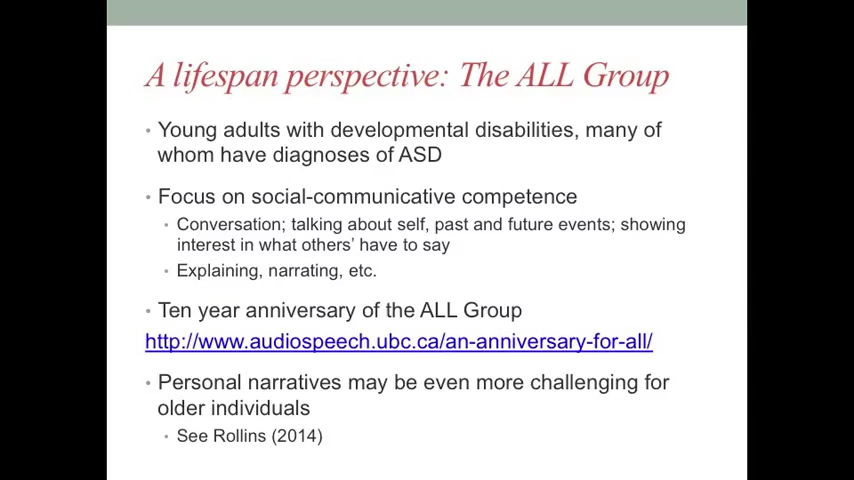 A lifespan perspective: The ALL Group
• Young adults with developmental disabilities, many of
whom have diagnoses of ASD
• Focus on social-communicative competence
• Conversation; talking about self, past and future events; showing
interest in what others’ have to say
• Explaining, narrating, etc.
• Ten year anniversary of the ALL Group
http://www.audiospeech.ubc.ca/an-anniversary-for-all/
• Personal narratives may be even more challenging for
older individuals
• See Rollins (2014)